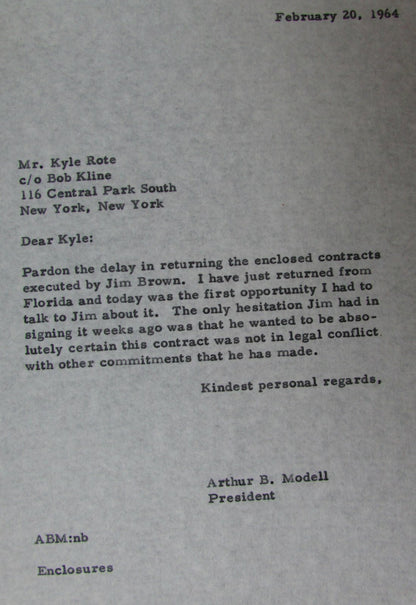 February 20, 1964
Mr. Kyle Rote
c/o Bob Kline
116 Central Park South
New York, New York
Dear Kyle:
Pardon the delay in returning the enclosed contracts
executed by Jim Brown. I have just returned from
Florida and today was the first opportunity I had to
talk to Jim about it. The only hesitation Jim had in
signing it weeks ago was that he wanted to be abso-
lutely certain this contract was not in legal conflict
with other commitments that he has made.
Kindest personal regards,
Arthur B. Modell
President
ABM:nb
Enclosures